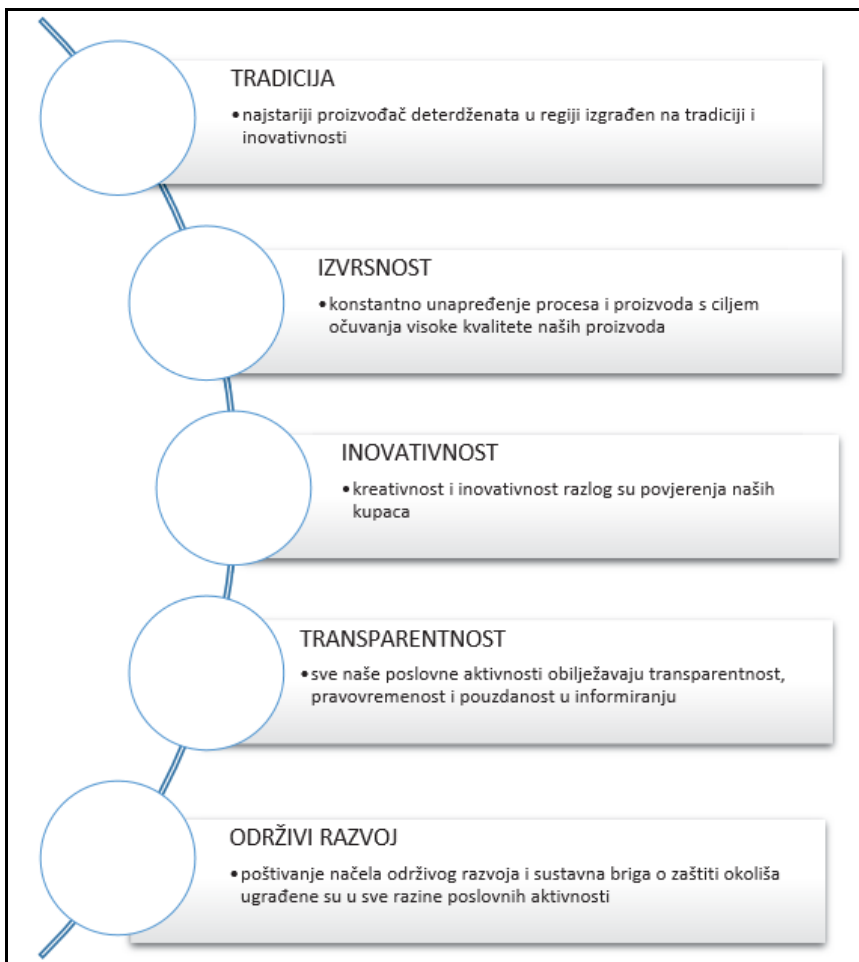 TRADICIJA
•najstariji proizvođač deterdženata u regiji izgrađen na tradiciji i
inovativnosti
IZVRSNOST
•konstantno unapređenje procesa i proizvoda s ciljem
očuvanja visoke kvalitete naših proizvoda
INOVATIVNOST
•kreativnost i inovativnost razlog su povjerenja naših
kupaca
TRANSPARENTNOST
•sve naše poslovne aktivnosti obilježavaju transparentnost,
pravovremenost i pouzdanost u informiranju
ODRŽIVI RAZVOJ
•poštivanje načela održivog razvoja i sustavna briga o zaštiti okoliša
ugrađene su u sve razine poslovnih aktivnosti